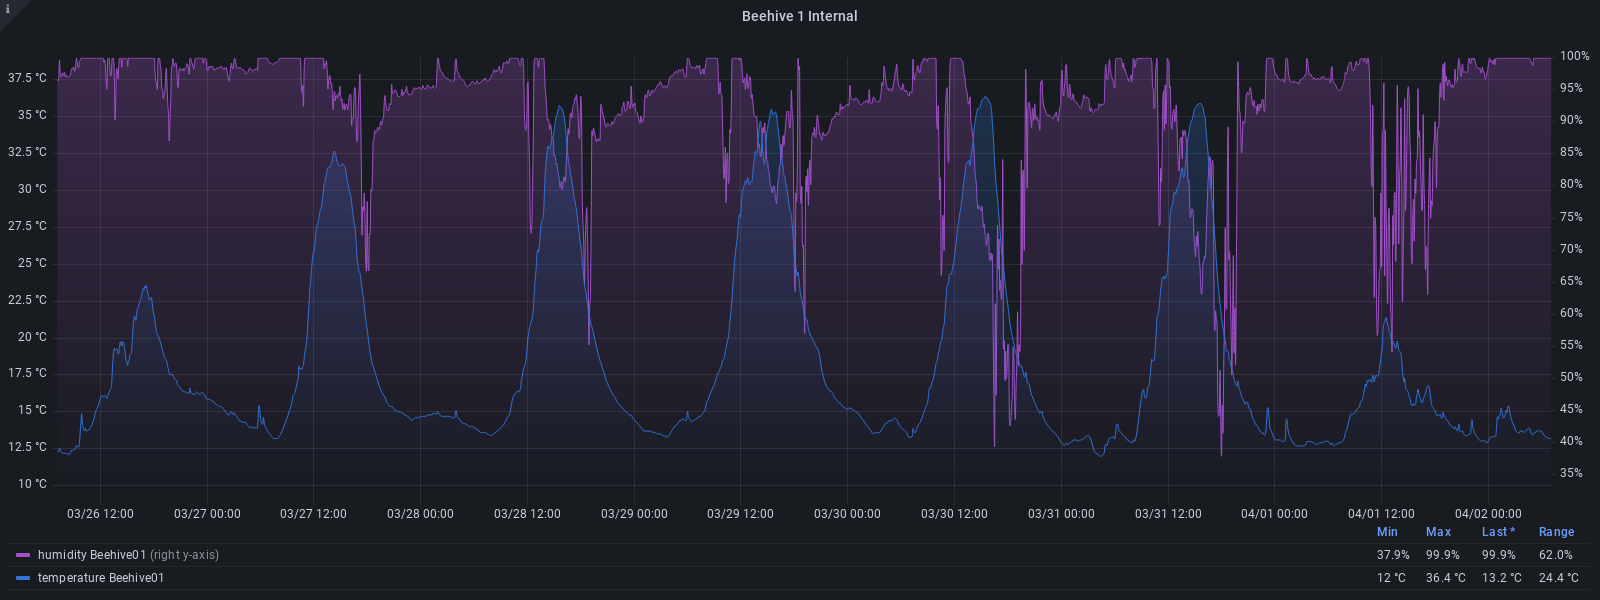 i
Beehive 1 Internal
37.5 °C
35 °C
32.5 °C
30 °C
27.5 °C
25 °C
22.5 °C
20 °C
17.5 °C
15 °C
12.5 °C
10 °C
100%
95%
90%
85%
80%
75%
70%
65%
60%
55%
50%
45%
40%
35%
03/26 12:00 03/27 00:00 03/27 12:00 03/28 00:00 03/28 12:00 03/29 00:00 03/29 12:00 03/30 00:00 03/30 12:00 03/31 00:00 03/31 12:00 04/01 00:00 04/01 12:00 04/02 00:00
Min Max Last * Range
humidity Beehive01 (right y-axis) 37.9% 99.9% 99.9% 62.0%
temperature Beehive01 12 °C 36.4 °C 13.2 °C 24.4 °C